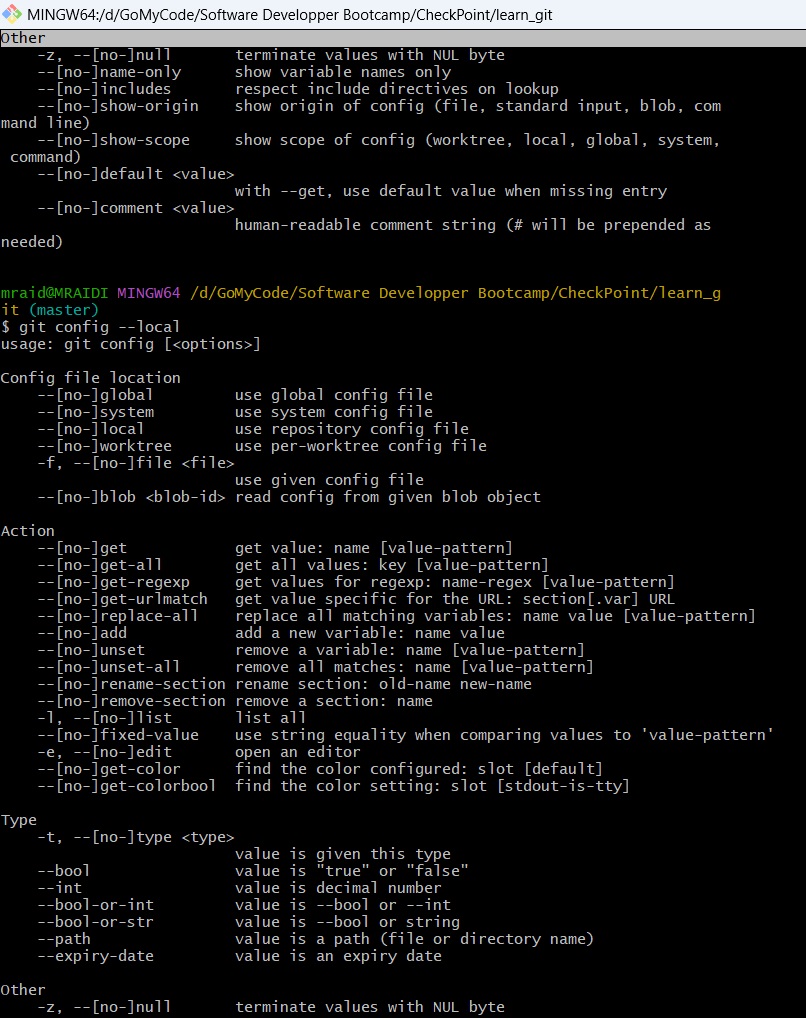 MINGW64:/d/GoMyCode/Software Developper Bootcamp/CheckPoint/learn_git
Other
    -z, --[no-]null       terminate values with NUL byte
    --[no-]name-only      show variable names only
    --[no-]includes       respect include directives on lookup
    --[no-]show-origin    show origin of config (file, standard input, blob, com
mand line)
    --[no-]show-scope     show scope of config (worktree, local, global, system,
 command)
    --[no-]default <value>
                          with --get, use default value when missing entry
    --[no-]comment <value>
                          human-readable comment string (# will be prepended as
needed)
mraid@MRAIDI MINGW64 /d/GoMyCode/Software Developper Bootcamp/CheckPoint/learn_g
it (master)
$ git config --local
usage: git config [<options>]
Config file location
    --[no-]global         use global config file
    --[no-]system         use system config file
    --[no-]local          use repository config file
    --[no-]worktree       use per-worktree config file
    -f, --[no-]file <file>
                          use given config file
    --[no-]blob <blob-id> read config from given blob object
Action
    --[no-]get            get value: name [value-pattern]
    --[no-]get-all        get all values: key [value-pattern]
    --[no-]get-regexp     get values for regexp: name-regex [value-pattern]
    --[no-]get-urlmatch   get value specific for the URL: section[.var] URL
    --[no-]replace-all    replace all matching variables: name value [value-pattern]
    --[no-]add            add a new variable: name value
    --[no-]unset          remove a variable: name [value-pattern]
    --[no-]unset-all      remove all matches: name [value-pattern]
    --[no-]rename-section rename section: old-name new-name
    --[no-]remove-section remove a section: name
    -l, --[no-]list       list all
    --[no-]fixed-value    use string equality when comparing values to 'value-pattern'
    -e, --[no-]edit       open an editor
    --[no-]get-color      find the color configured: slot [default]
    --[no-]get-colorbool  find the color setting: slot [stdout-is-tty]
Type
    -t, --[no-]type <type>
                          value is given this type
    --bool                value is "true" or "false"
    --int                 value is decimal number
    --bool-or-int         value is --bool or --int
    --bool-or-str         value is --bool or string
    --path                value is a path (file or directory name)
    --expiry-date         value is an expiry date
Other
    -z, --[no-]null       terminate values with NUL byte